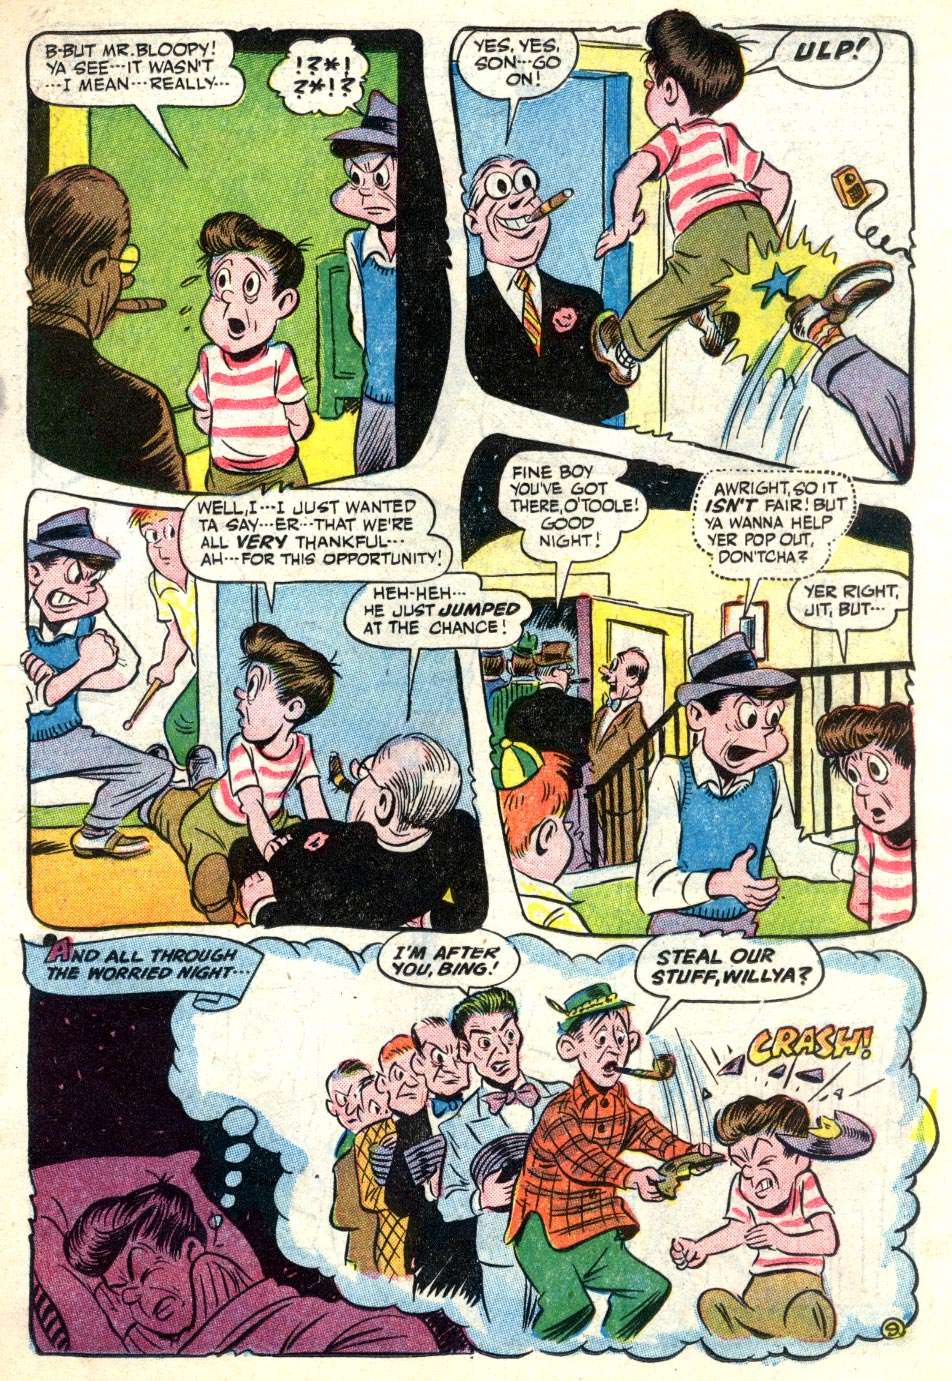 B-BUT MR. BLOOPY!
YA SEE---IT WASN'T
---I MEAN---REALLY---
!?*!
?*!?
YES, YES,
SON---GO
ON!
ULP!
WELL, I---I JUST WANTED
TA SAY---ER---THAT WE'RE
ALL VERY THANKFUL---
AH---FOR THIS OPPORTUNITY!
HEH-HEH---
HE JUST JUMPED
AT THE CHANCE!
FINE BOY
YOU'VE GOT
THERE, O'TOOLE!
GOOD
NIGHT!
AWRIGHT, SO IT
ISN'T FAIR! BUT
YA WANNA HELP
YER POP OUT,
DON'TCHA?
YER RIGHT,
JIT, BUT---
AND ALL THROUGH
THE WORRIED NIGHT---
I'M AFTER
YOU, BING!
STEAL OUR
STUFF, WILLYA?
CRASH!
9